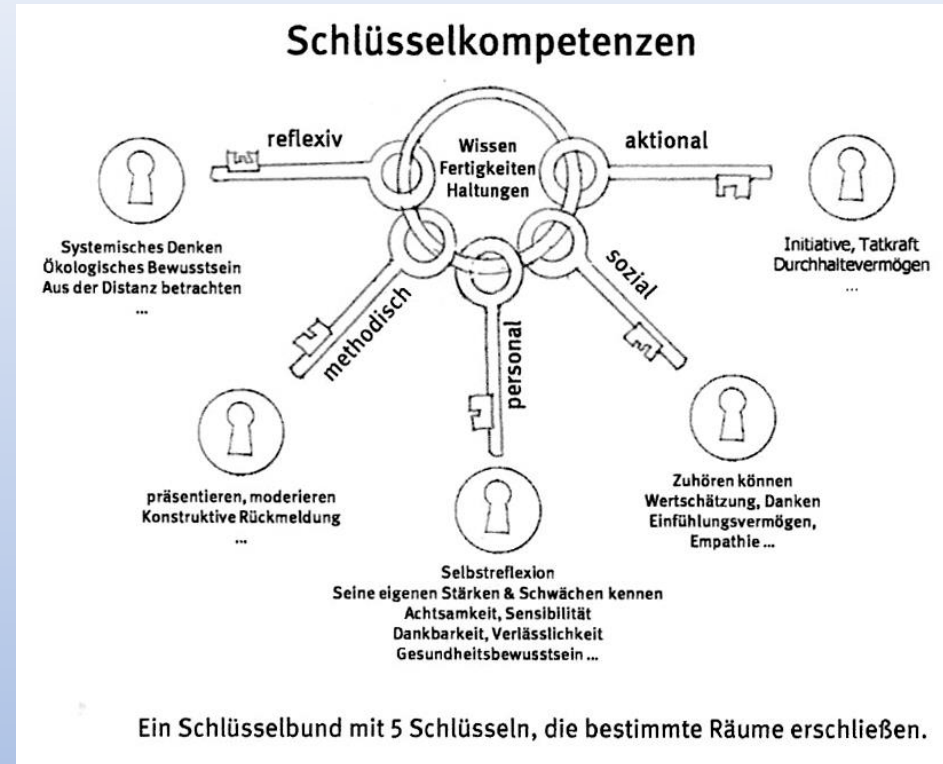 Schlüsselkompetenzen
reflexiv
Wissen
Fertigkeiten
Haltungen
aktional
Systemisches Denken
Ökologisches Bewusstsein
Aus der Distanz betrachten
...
methodisch
personal
sozial
Initiative, Tatkraft
Durchhaltevermögen
...
präsentieren, moderieren
Konstruktive Rückmeldung
...
Selbstreflexion
Seine eigenen Stärken & Schwächen kennen
Achtsamkeit, Sensibilität
Dankbarkeit, Verlässlichkeit
Gesundheitsbewusstsein ...
Zuhören können
Wertschätzung, Danken
Einfühlungsvermögen,
Empathie ...
Ein Schlüsselbund mit 5 Schlüsseln, die bestimmte Räume erschließen.